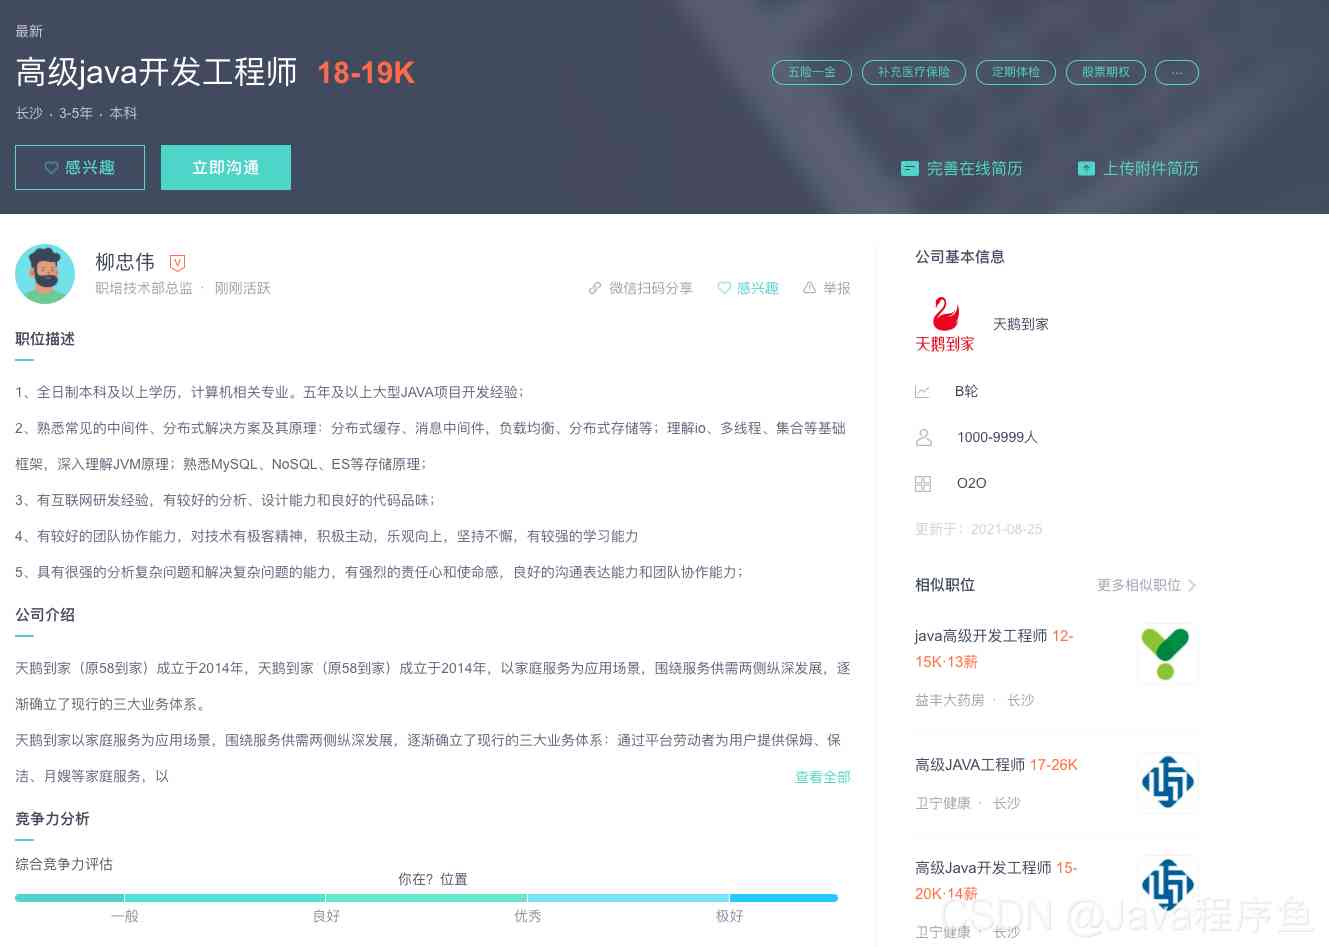 最新
高级java开发工程师 18-19K
五险一金 补充医疗保险 定期体检 股票期权 ...
长沙 · 3-5年 · 本科
感兴趣 立即沟通
完善在线简历 上传附件简历
柳忠伟
职培技术部总监 · 刚刚活跃
微信扫码分享 感兴趣 举报
职位描述
1、全日制本科及以上学历，计算机相关专业。五年及以上大型JAVA项目开发经验；
2、熟悉常见的中间件、分布式解决方案及其原理：分布式缓存、消息中间件，负载均衡、分布式存储等；理解io、多线程、集合等基础
框架，深入理解JVM原理；熟悉MySQL、NoSQL、ES等存储原理；
3、有互联网研发经验，有较好的分析、设计能力和良好的代码品味；
4、有较好的团队协作能力，对技术有极客精神，积极主动，乐观向上，坚持不懈，有较强的学习能力
5、具有很强的分析复杂问题和解决复杂问题的能力，有强烈的责任心和使命感，良好的沟通表达能力和团队协作能力；
公司介绍
天鹅到家（原58到家）成立于2014年，天鹅到家（原58到家）成立于2014年，以家庭服务为应用场景，围绕服务供需两侧纵深发展，逐
渐确立了现行的三大业务体系。
天鹅到家以家庭服务为应用场景，围绕服务供需两侧纵深发展，逐渐确立了现行的三大业务体系：通过平台劳动者为用户提供保姆、保
洁、月嫂等家庭服务，以 查看全部
竞争力分析
综合竞争力评估
你在？位置
一般 良好 优秀 极好
公司基本信息
天鹅到家
天鹅到家
B轮
1000-9999人
O2O
更新于：2021-08-25
相似职位 更多相似职位
java高级开发工程师 12-
15K·13薪
益丰大药房 · 长沙
高级JAVA工程师 17-26K
卫宁健康 · 长沙
高级Java开发工程师 15-
20K·14薪
卫宁健康 · 长沙
CSDN @Java程序鱼